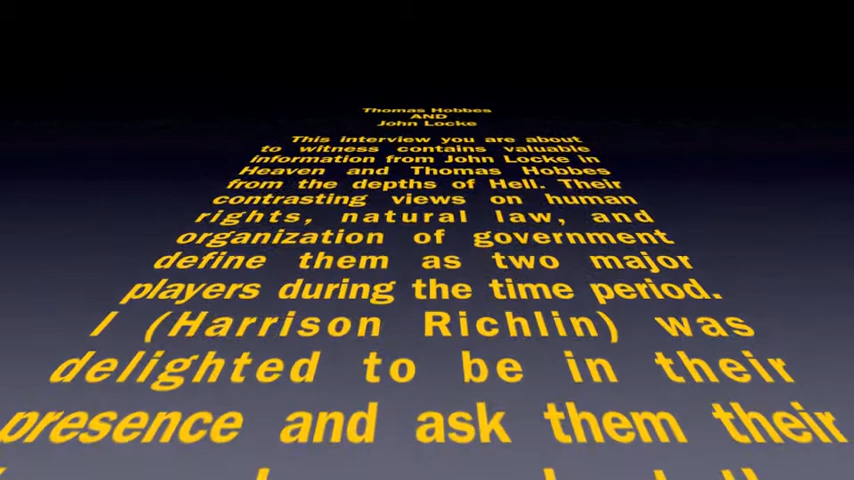 Thomas Hobbes
AND
John Locke
This interview you are about
to witness contains valuable
information from John Locke in
Heaven and Thomas Hobbes
from the depths of Hell. Their
contrasting views on human
rights, natural law, and
organization of government
define them as two major
players during the time period.
I (Harrison Richlin) was
delighted to be in their
presence and ask them their